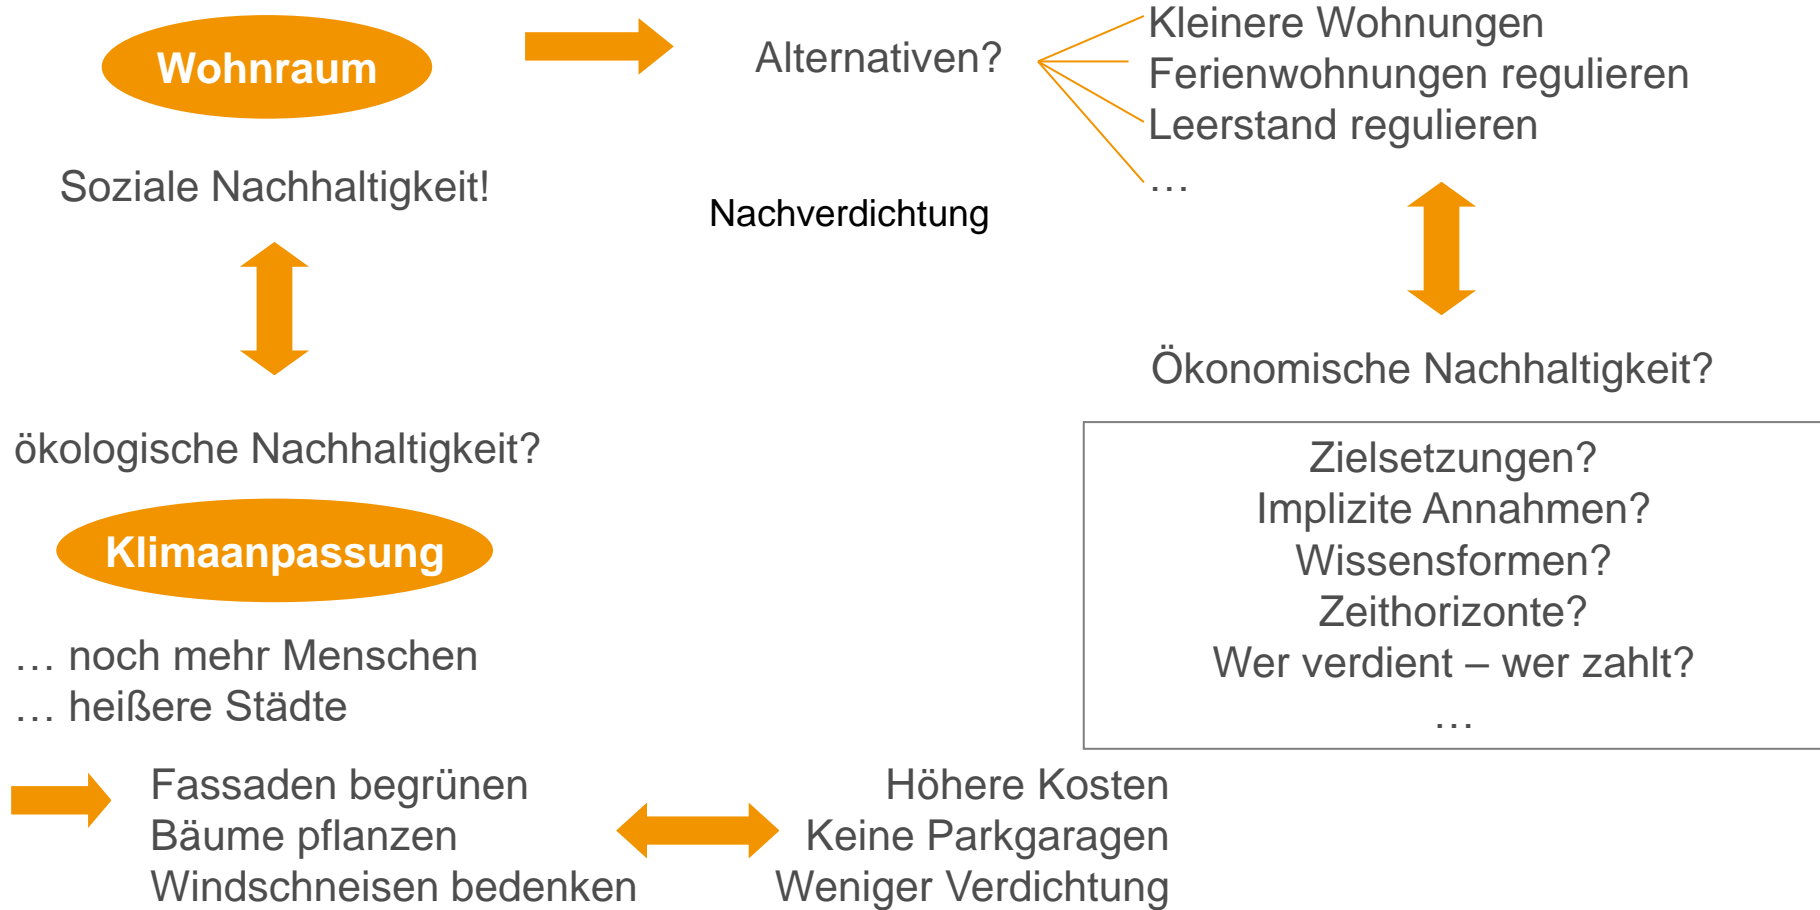 Wohnraum
Alternativen?
Kleinere Wohnungen
Ferienwohnungen regulieren
Leerstand regulieren
…
Soziale Nachhaltigkeit!
Nachverdichtung
Ökonomische Nachhaltigkeit?
ökologische Nachhaltigkeit?
Zielsetzungen?
Implizite Annahmen?
Wissensformen?
Zeithorizonte?
Wer verdient – wer zahlt?
…
Klimaanpassung
… noch mehr Menschen
… heißere Städte
Fassaden begrünen
Bäume pflanzen
Windschneisen bedenken
Höhere Kosten
Keine Parkgaragen
Weniger Verdichtung